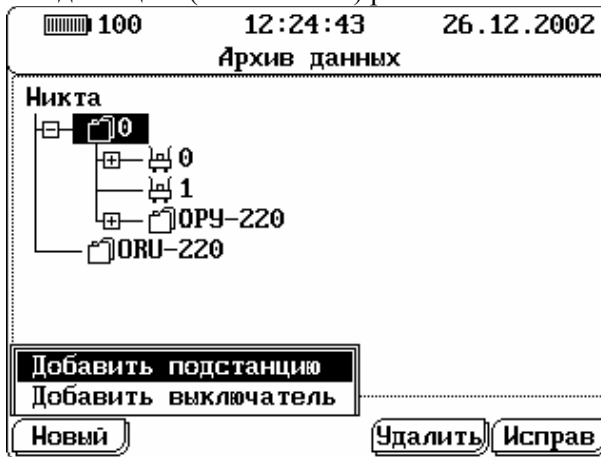 100 12:24:43 26.12.2002
Архив данных
Никта
0
0
1
ОРУ-220
ORU-220
Добавить подстанцию
Добавить выключатель
Новый Удалить Исправ